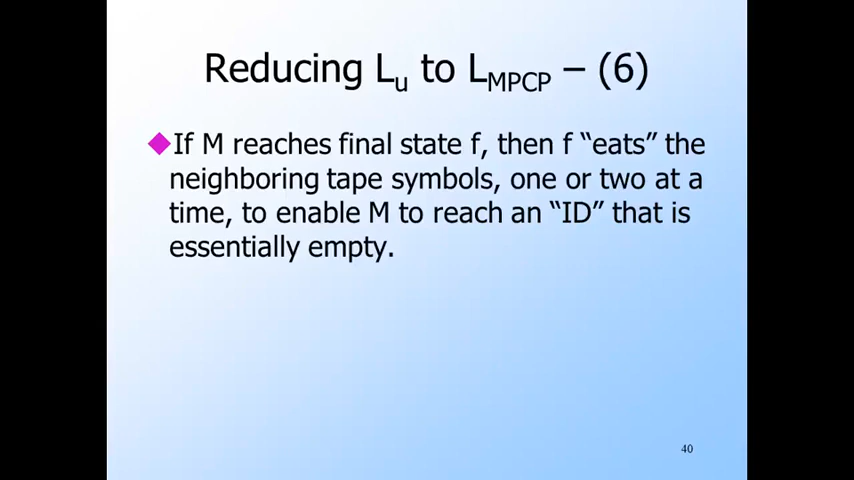 Reducing Lu to LMPCP – (6)
If M reaches final state f, then f “eats” the
neighboring tape symbols, one or two at a
time, to enable M to reach an “ID” that is
essentially empty.
40